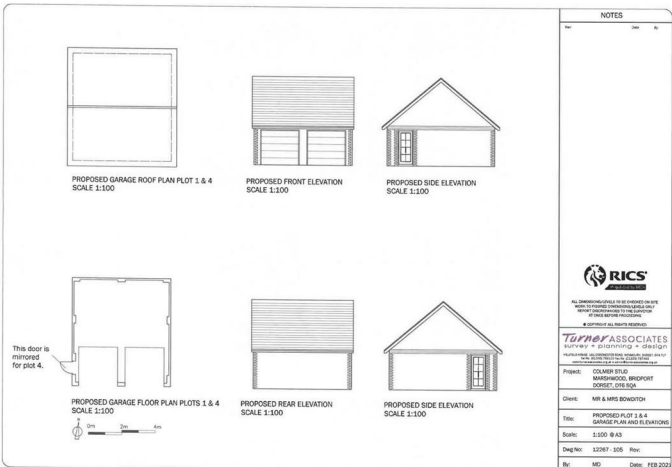 NOTES
Rev: Date By
PROPOSED GARAGE ROOF PLAN PLOT 1 & 4
SCALE 1:100
PROPOSED FRONT ELEVATION
SCALE 1:100
PROPOSED SIDE ELEVATION
SCALE 1:100
This door is
mirrored
for plot 4.
PROPOSED GARAGE FLOOR PLAN PLOTS 1 & 4
SCALE 1:100
0m 2m 4m
PROPOSED REAR ELEVATION
SCALE 1:100
PROPOSED SIDE ELEVATION
SCALE 1:100
RICS
ALL DIMENSIONS/LEVELS TO BE CHECKED ON SITE
WORK TO FIGURED DIMENSIONS/LEVELS ONLY
REPORT DISCREPANCIES TO THE SURVEYOR
AT ONCE BEFORE PROCEEDING
© COPYRIGHT ALL RIGHTS RESERVED
Turner ASSOCIATES
survey + planning + design
Project: COLMER STUD
MARSHWOOD, BRIDPORT
DORSET, DT6 5QA
Client: MR & MRS BOWDITCH
Title: PROPOSED PLOT 1 & 4
GARAGE PLAN AND ELEVATIONS
Scale: 1:100 @ A3
Dwg No: 12267 - 105 Rev:
By: MD Date: FEB 2021